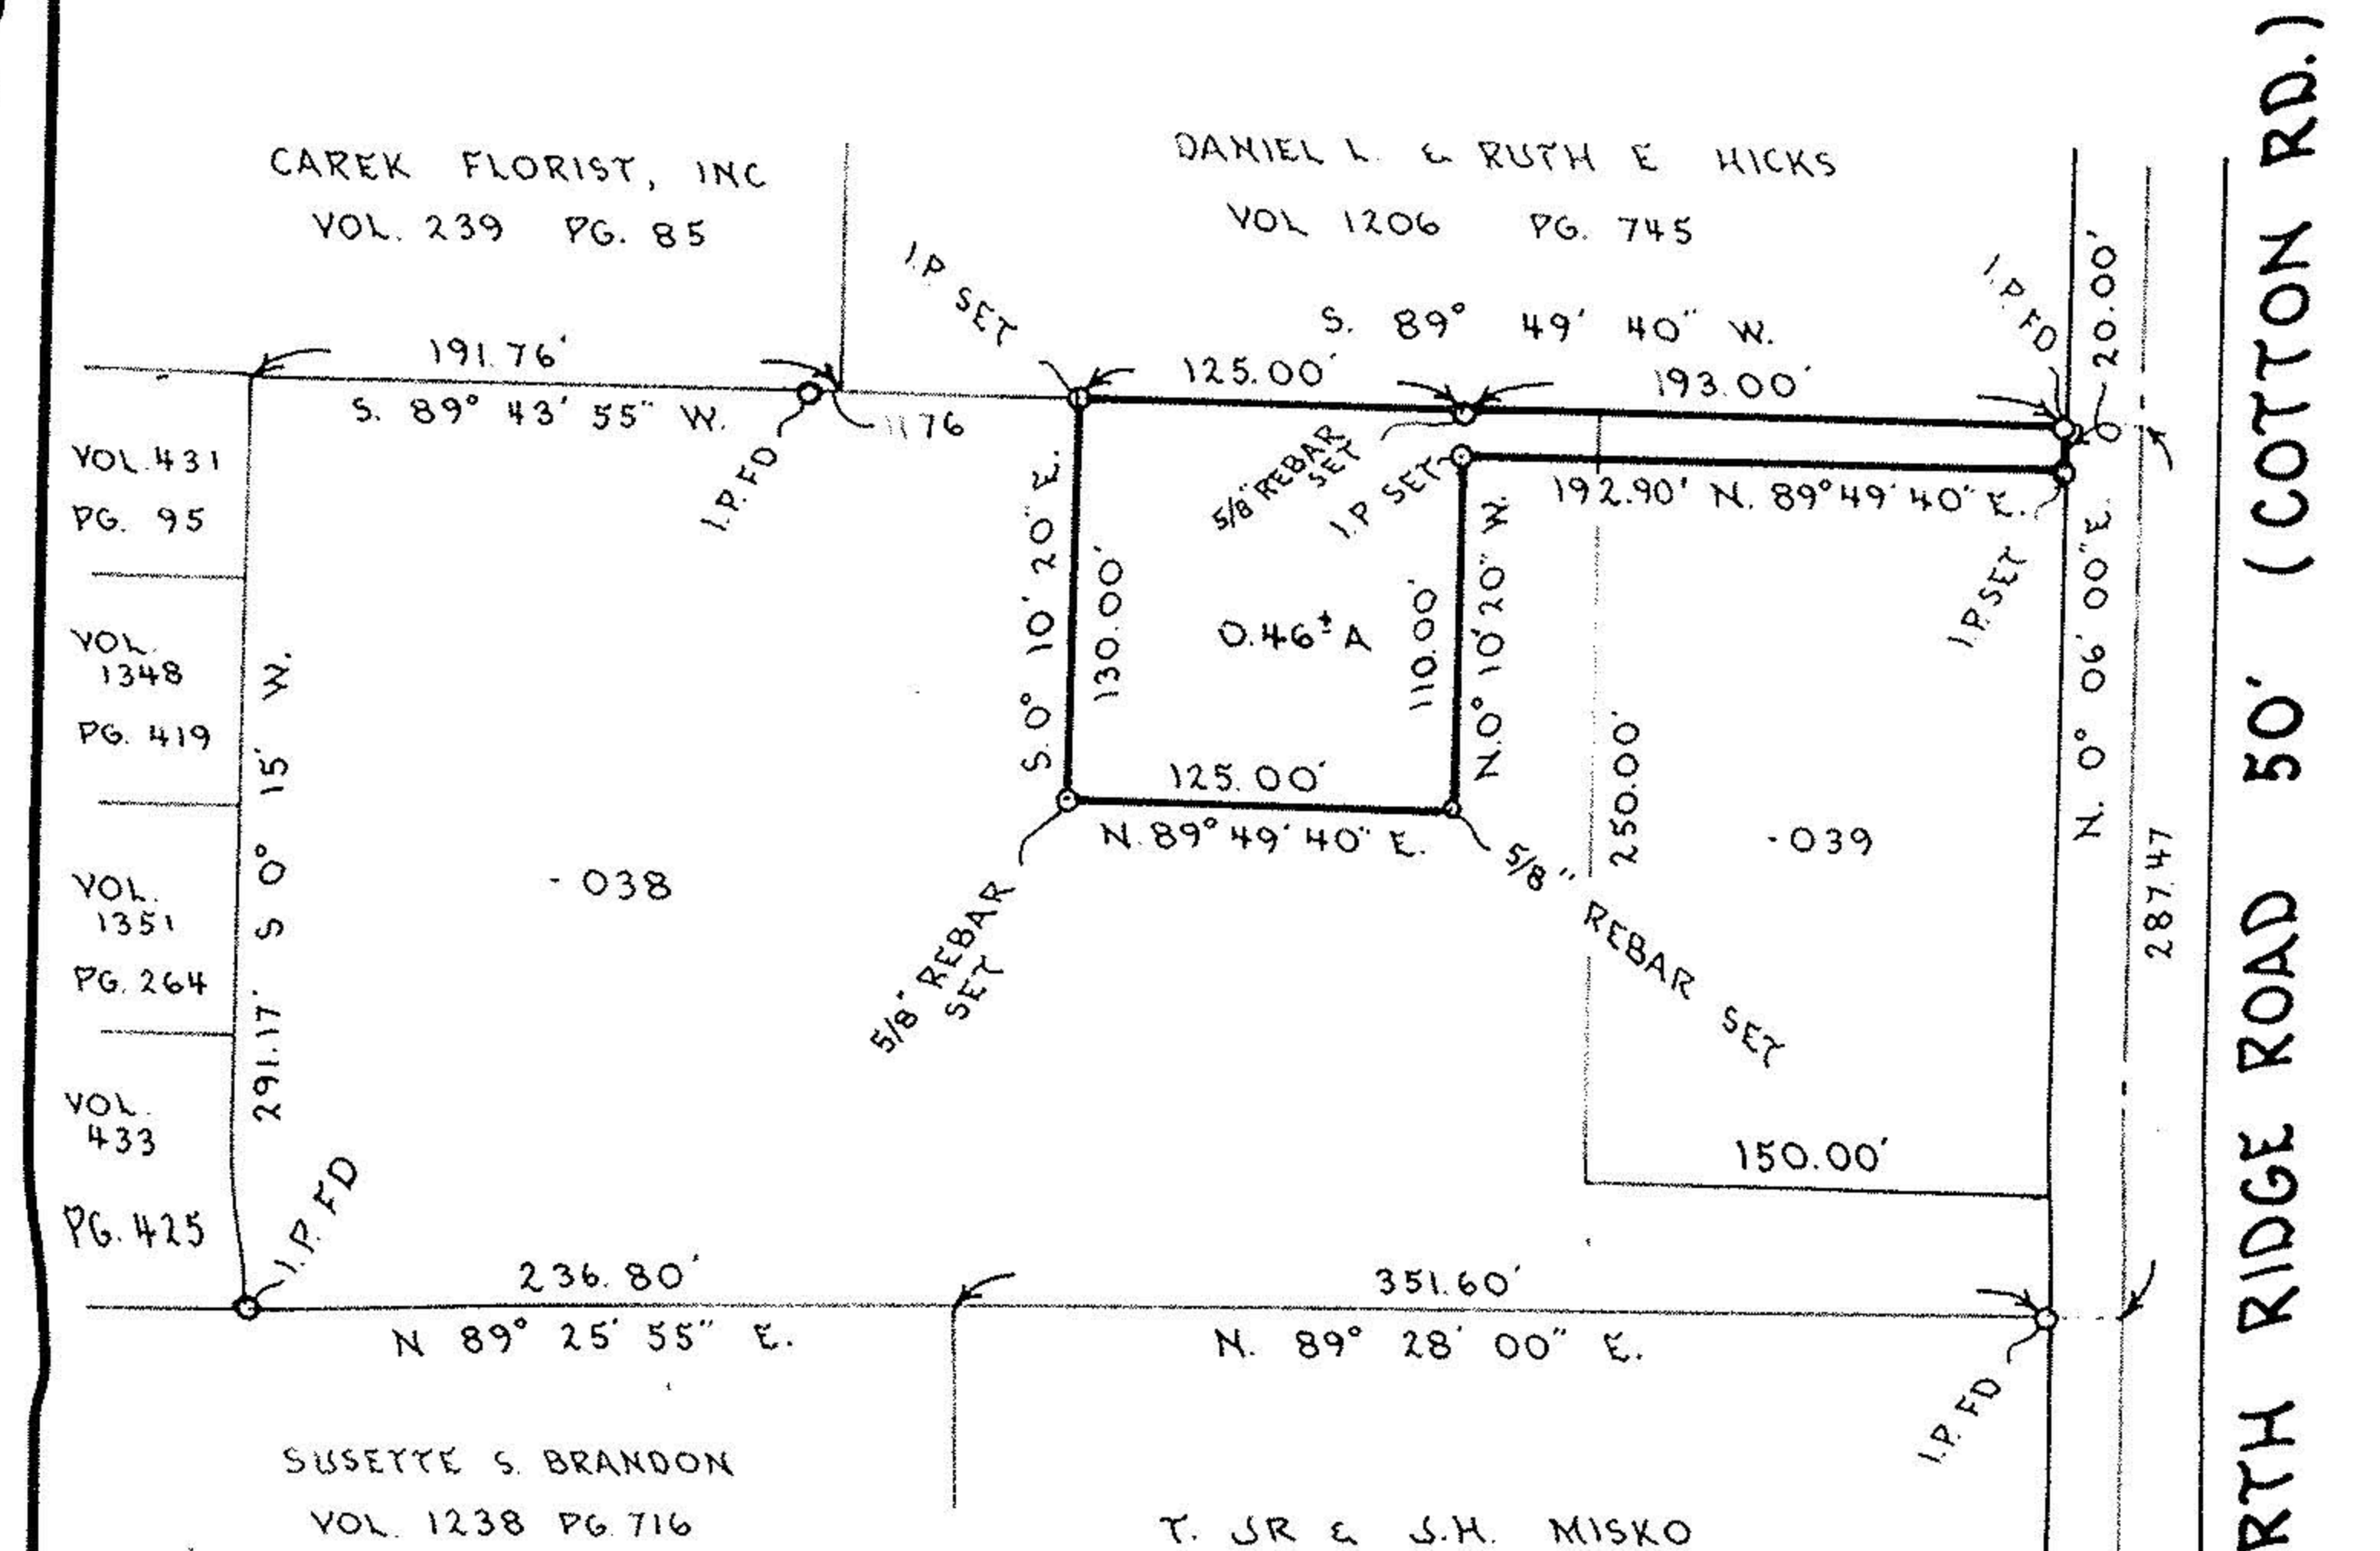 CAREK FLORIST, INC
VOL. 239 PG. 85
DANIEL L. & RUTH E HICKS
VOL 1206 PG. 745
I.P SET
S. 89° 49' 40" W.
I.P. FD
20.00'
191.76'
125.00'
193.00'
S. 89° 43' 55" W.
I.P. FD
5/8" REBAR
SET
I.P SET
192.90' N. 89° 49' 40" E.
I.P. SET
VOL. 431
PG. 95
VOL.
1348
PG. 419
VOL.
1351
PG. 264
VOL.
433
PG. 425
291.17' S 0° 15' W.
S. 0° 10' 20" E.
130.00'
0.46± A
110.00'
N. 0° 10' 20" W.
125.00'
N. 89° 49' 40" E.
5/8" REBAR
SET
5/8" REBAR SET
250.00'
- 038
- 039
N. 0° 06' 00" E.
287.47
150.00'
I.P. FD
236.80'
351.60'
N 89° 25' 55" E.
N. 89° 28' 00" E.
I.P. FD
SUSETTE S. BRANDON
VOL. 1238 PG. 716
T. JR & J.H. MISKO
RTH RIDGE ROAD 50' (COTTON RD.)